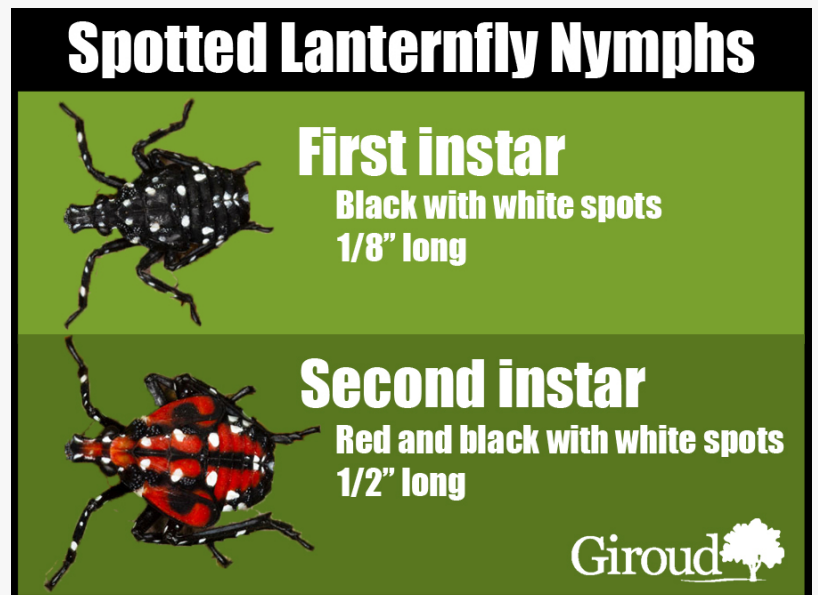 Spotted Lanternfly Nymphs
First instar
Black with white spots
1/8” long
Second instar
Red and black with white spots
1/2” long
Giroud